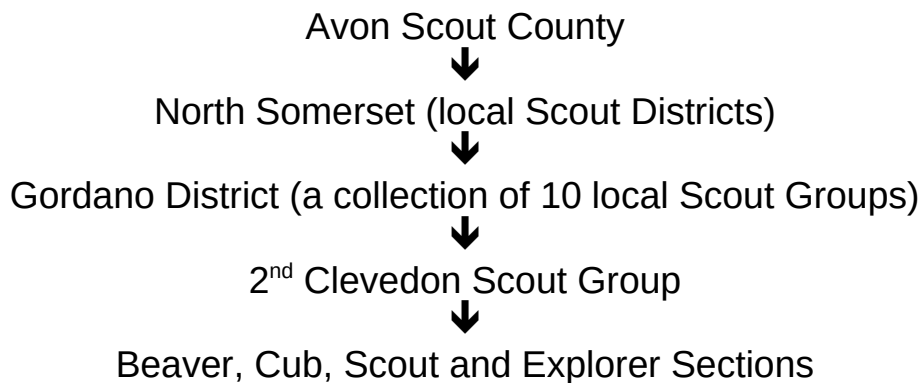 Avon Scout County
North Somerset (local Scout Districts)
Gordano District (a collection of 10 local Scout Groups)
2nd Clevedon Scout Group
Beaver, Cub, Scout and Explorer Sections